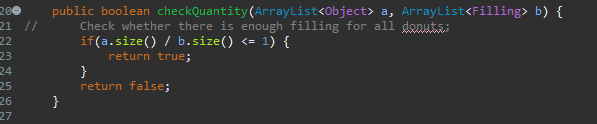 20 public boolean checkQuantity(ArrayList<Object> a, ArrayList<Filling> b) {
21 // Check whether there is enough filling for all donuts;
22 if(a.size() / b.size() <= 1) {
23 return true;
24 }
25 return false;
26 }
27